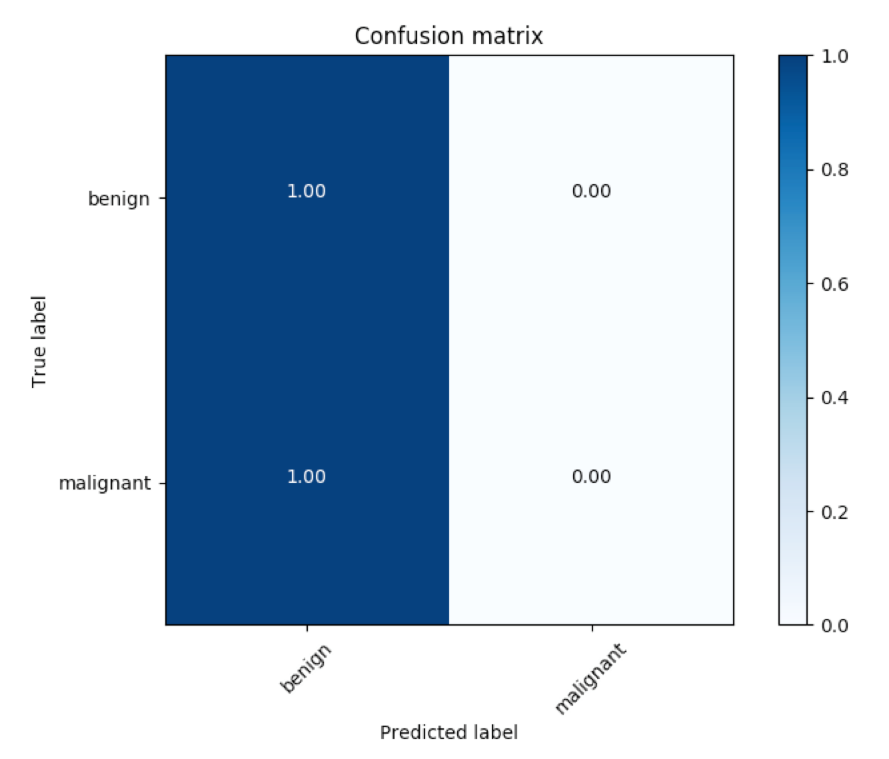 Confusion matrix
1.0
0.8
0.6
0.4
0.2
0.0
True label
benign
malignant
1.00
0.00
1.00
0.00
benign
malignant
Predicted label